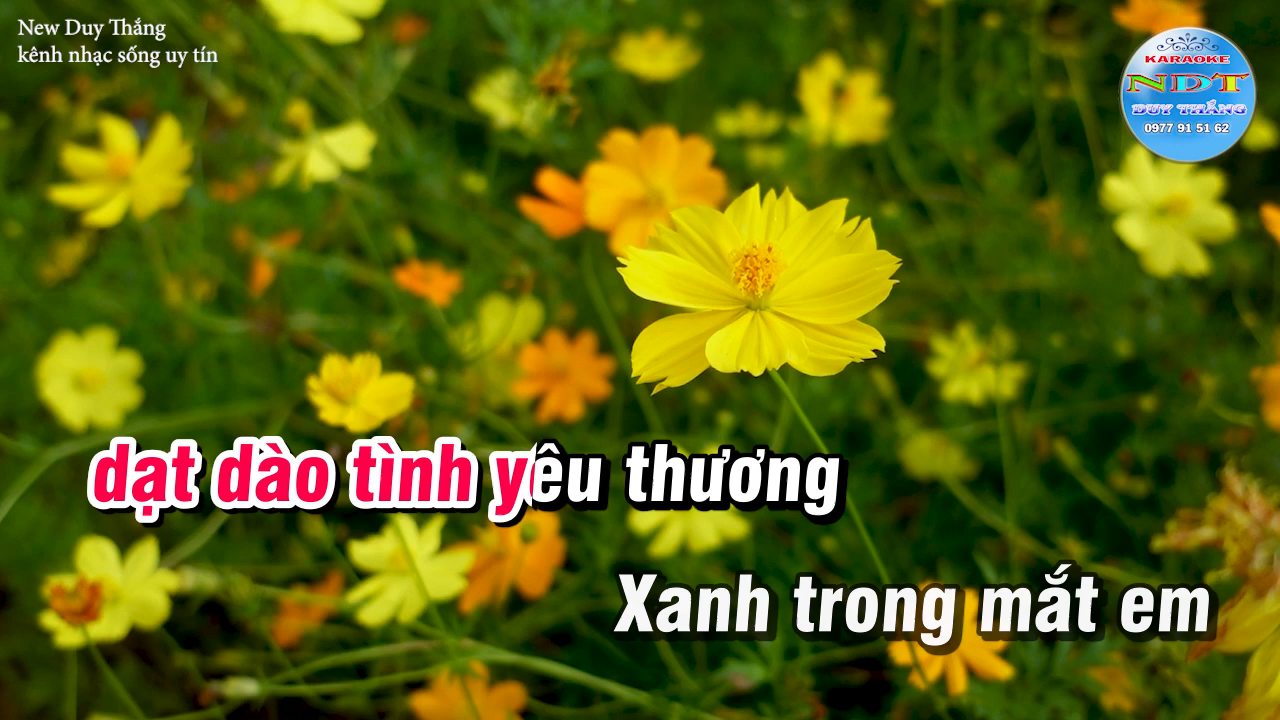 New Duy Thắng
kênh nhạc sống uy tín
KARAOKE
NDT
DUY THẮNG
0977 91 51 62
dạt dào tình yêu thương
Xanh trong mắt em